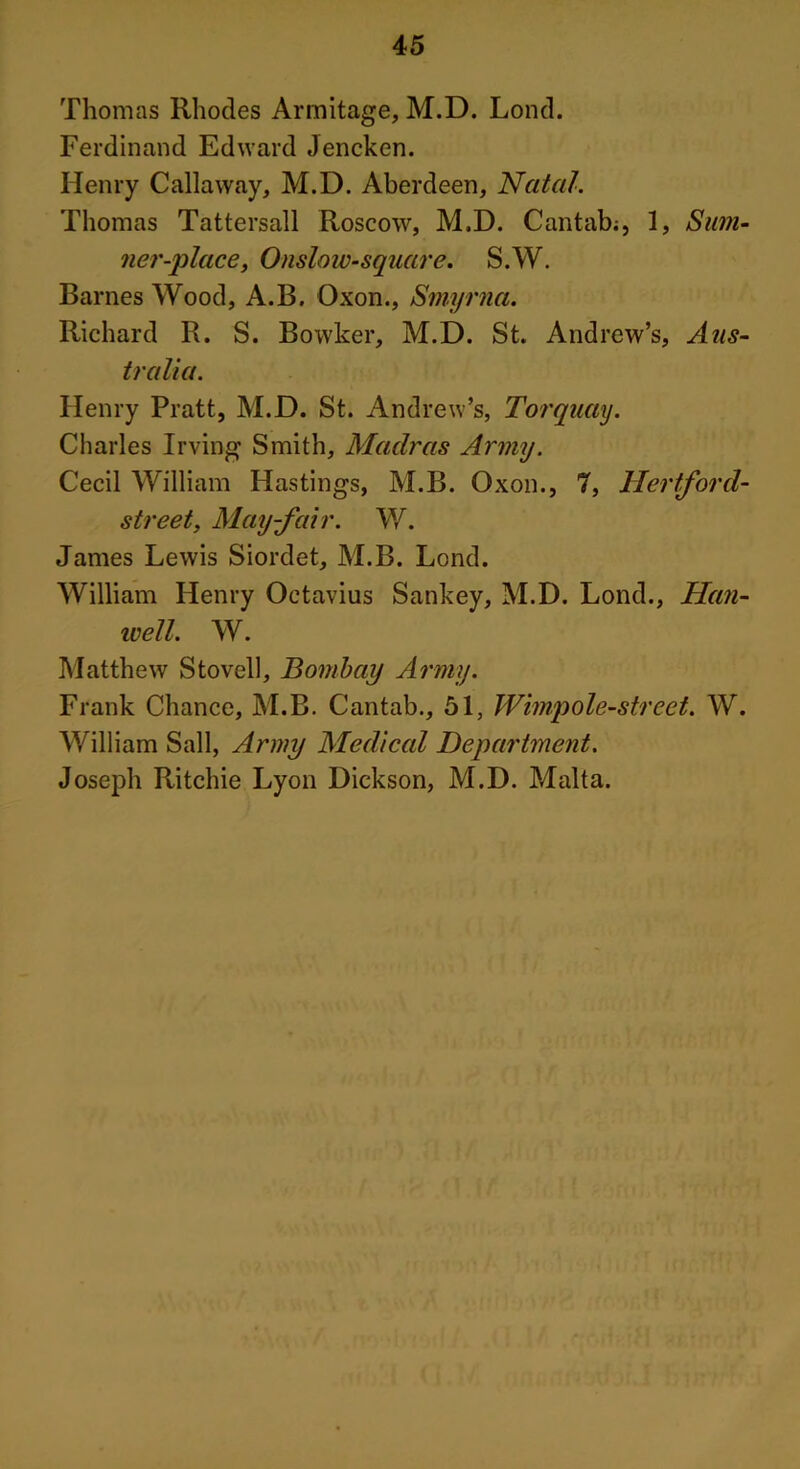 45
Thomas Rhodes Armitage, M.D. Lond.
Ferdinand Edward Jencken.
Henry Callaway, M.D. Aberdeen, Natal.
Thomas Tattersall Roscow, M.D. Cantab., 1, Sum-
ner-place, Onslow-square. S.W.
Barnes Wood, A.B. Oxon., Smyrna.
Richard R. S. Bowker, M.D. St. Andrew's, Aus-
tralia.
Henry Pratt, M.D. St. Andrew's, Torquay.
Charles Irving Smith, Madras Army.
Cecil William Hastings, M.B. Oxon., 7, Hertford-
street, May-fair. W.
James Lewis Siordet, M.B. Lond.
William Henry Octavius Sankey, M.D. Lond., Han-
well. W.
Matthew Stovell, Bombay Army.
Frank Chance, M.B. Cantab., 51, Wimpole-street. W.
William Sall, Army Medical Department.
Joseph Ritchie Lyon Dickson, M.D. Malta.